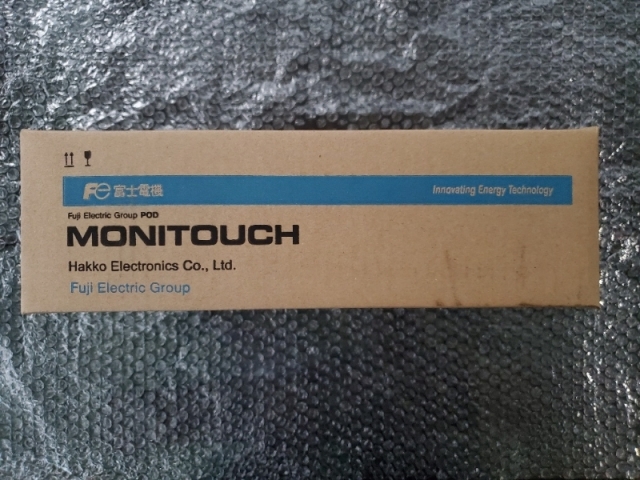 Fe 富士電機
Innovating Energy Technology
Fuji Electric Group POD
MONITOUCH
Hakko Electronics Co., Ltd.
Fuji Electric Group